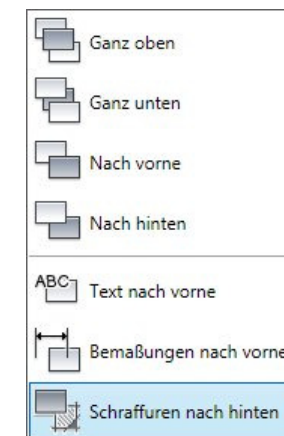 Ganz oben
Ganz unten
Nach vorne
Nach hinten
ABC
Text nach vorne
Bemaßungen nach vorne
Schraffuren nach hinten